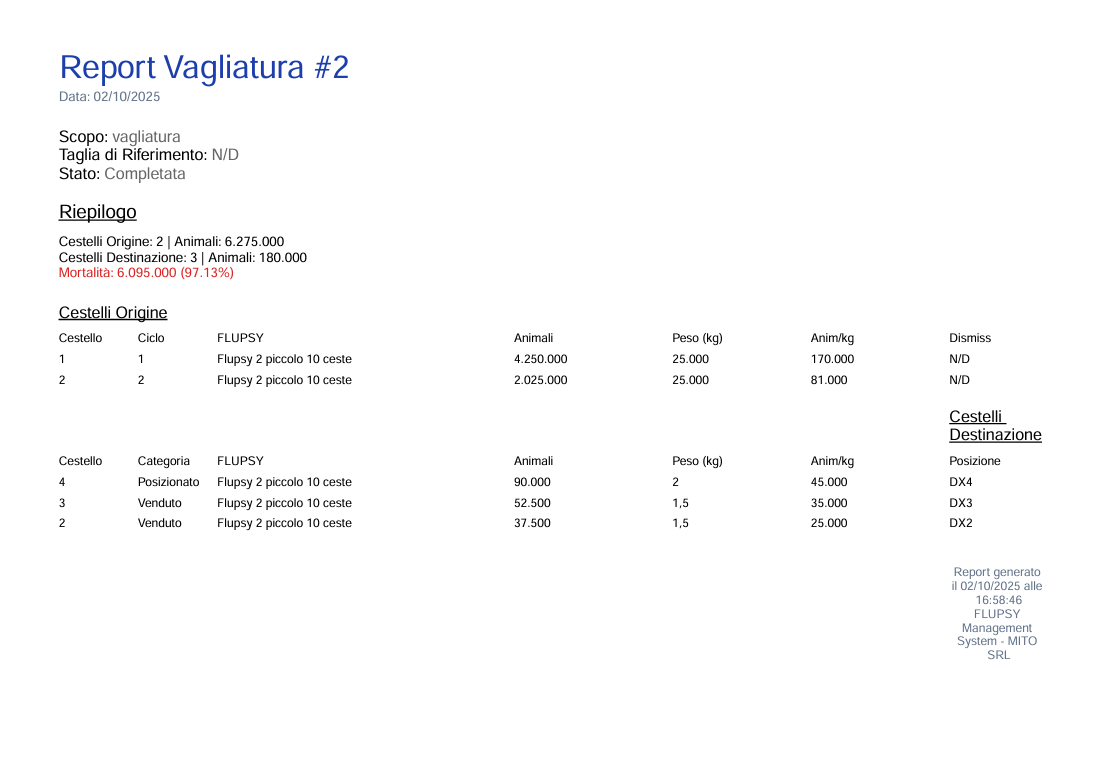 Report Vagliatura #2
Data: 02/10/2025
Scopo: vagliatura
Taglia di Riferimento: N/D
Stato: Completata
Riepilogo
Cestelli Origine: 2 | Animali: 6.275.000
Cestelli Destinazione: 3 | Animali: 180.000
Mortalità: 6.095.000 (97.13%)
Cestelli Origine
Cestello Ciclo FLUPSY Animali Peso (kg) Anim/kg Dismiss
1 1 Flupsy 2 piccolo 10 ceste 4.250.000 25.000 170.000 N/D
2 2 Flupsy 2 piccolo 10 ceste 2.025.000 25.000 81.000 N/D
Cestelli
Destinazione
Cestello Categoria FLUPSY Animali Peso (kg) Anim/kg Posizione
4 Posizionato Flupsy 2 piccolo 10 ceste 90.000 2 45.000 DX4
3 Venduto Flupsy 2 piccolo 10 ceste 52.500 1,5 35.000 DX3
2 Venduto Flupsy 2 piccolo 10 ceste 37.500 1,5 25.000 DX2
Report generato
il 02/10/2025 alle
16:58:46
FLUPSY
Management
System - MITO
SRL